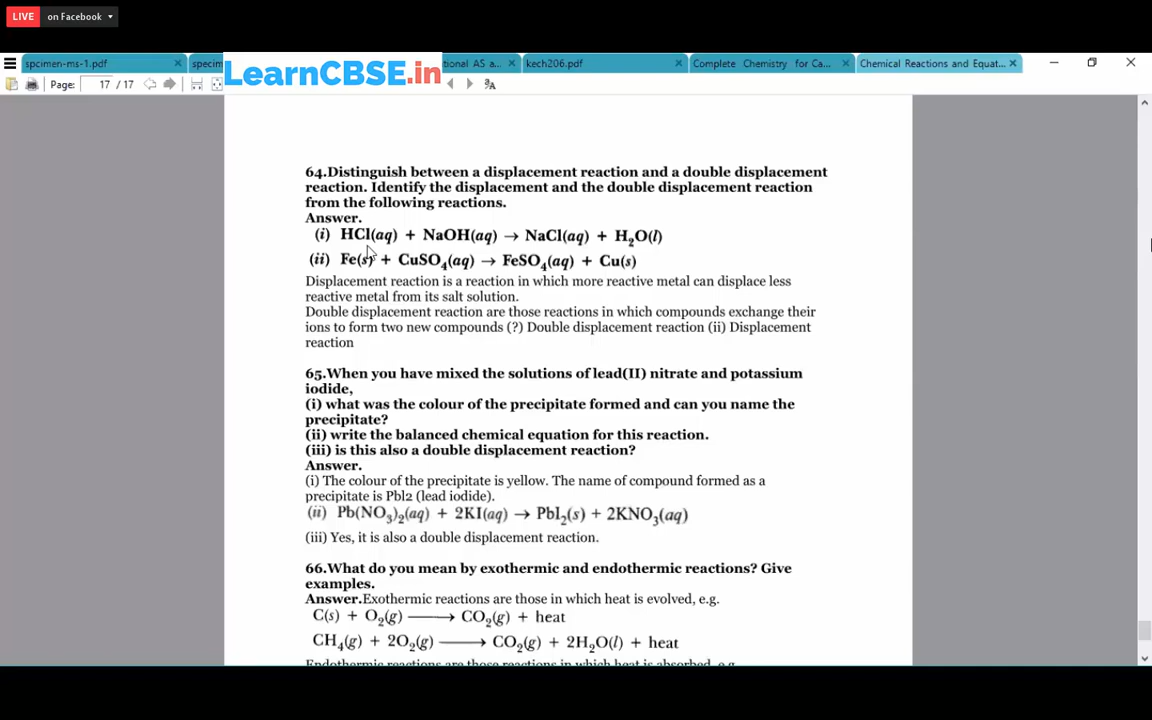 LIVE on Facebook
spcimen-ms-1.pdf × specim tional AS a... × kech206.pdf × Complete Chemistry for Ca... × Chemical Reactions and Equat... ×
LearnCBSE.in
Page: 17 / 17
64.Distinguish between a displacement reaction and a double displacement
reaction. Identify the displacement and the double displacement reaction
from the following reactions.
Answer.
(i) HCl(aq) + NaOH(aq) → NaCl(aq) + H₂O(l)
(ii) Fe(s) + CuSO₄(aq) → FeSO₄(aq) + Cu(s)
Displacement reaction is a reaction in which more reactive metal can displace less
reactive metal from its salt solution.
Double displacement reaction are those reactions in which compounds exchange their
ions to form two new compounds (?) Double displacement reaction (ii) Displacement
reaction
65.When you have mixed the solutions of lead(II) nitrate and potassium
iodide,
(i) what was the colour of the precipitate formed and can you name the
precipitate?
(ii) write the balanced chemical equation for this reaction.
(iii) is this also a double displacement reaction?
Answer.
(i) The colour of the precipitate is yellow. The name of compound formed as a
precipitate is Pbl2 (lead iodide).
(ii) Pb(NO₃)₂(aq) + 2KI(aq) → PbI₂(s) + 2KNO₃(aq)
(iii) Yes, it is also a double displacement reaction.
66.What do you mean by exothermic and endothermic reactions? Give
examples.
Answer.Exothermic reactions are those in which heat is evolved, e.g.
C(s) + O₂(g) ⟶ CO₂(g) + heat
CH₄(g) + 2O₂(g) ⟶ CO₂(g) + 2H₂O(l) + heat
Endothermic reactions are those reactions in which heat is absorbed, e.g.